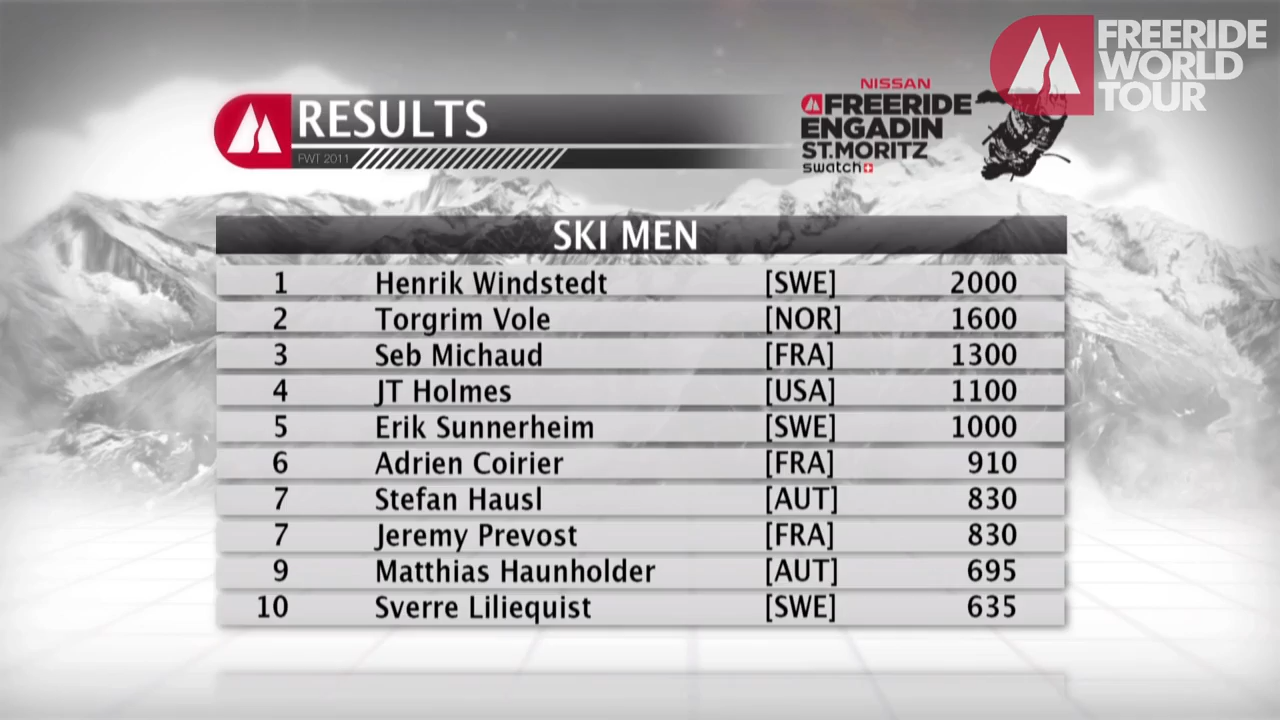 FREERIDE
WORLD
TOUR
RESULTS
FWT 2011
NISSAN
FREERIDE
ENGADIN
ST.MORITZ
swatch
SKI MEN
1 Henrik Windstedt [SWE] 2000
2 Torgrim Vole [NOR] 1600
3 Seb Michaud [FRA] 1300
4 JT Holmes [USA] 1100
5 Erik Sunnerheim [SWE] 1000
6 Adrien Coirier [FRA] 910
7 Stefan Hausl [AUT] 830
7 Jeremy Prevost [FRA] 830
9 Matthias Haunholder [AUT] 695
10 Sverre Liliequist [SWE] 635